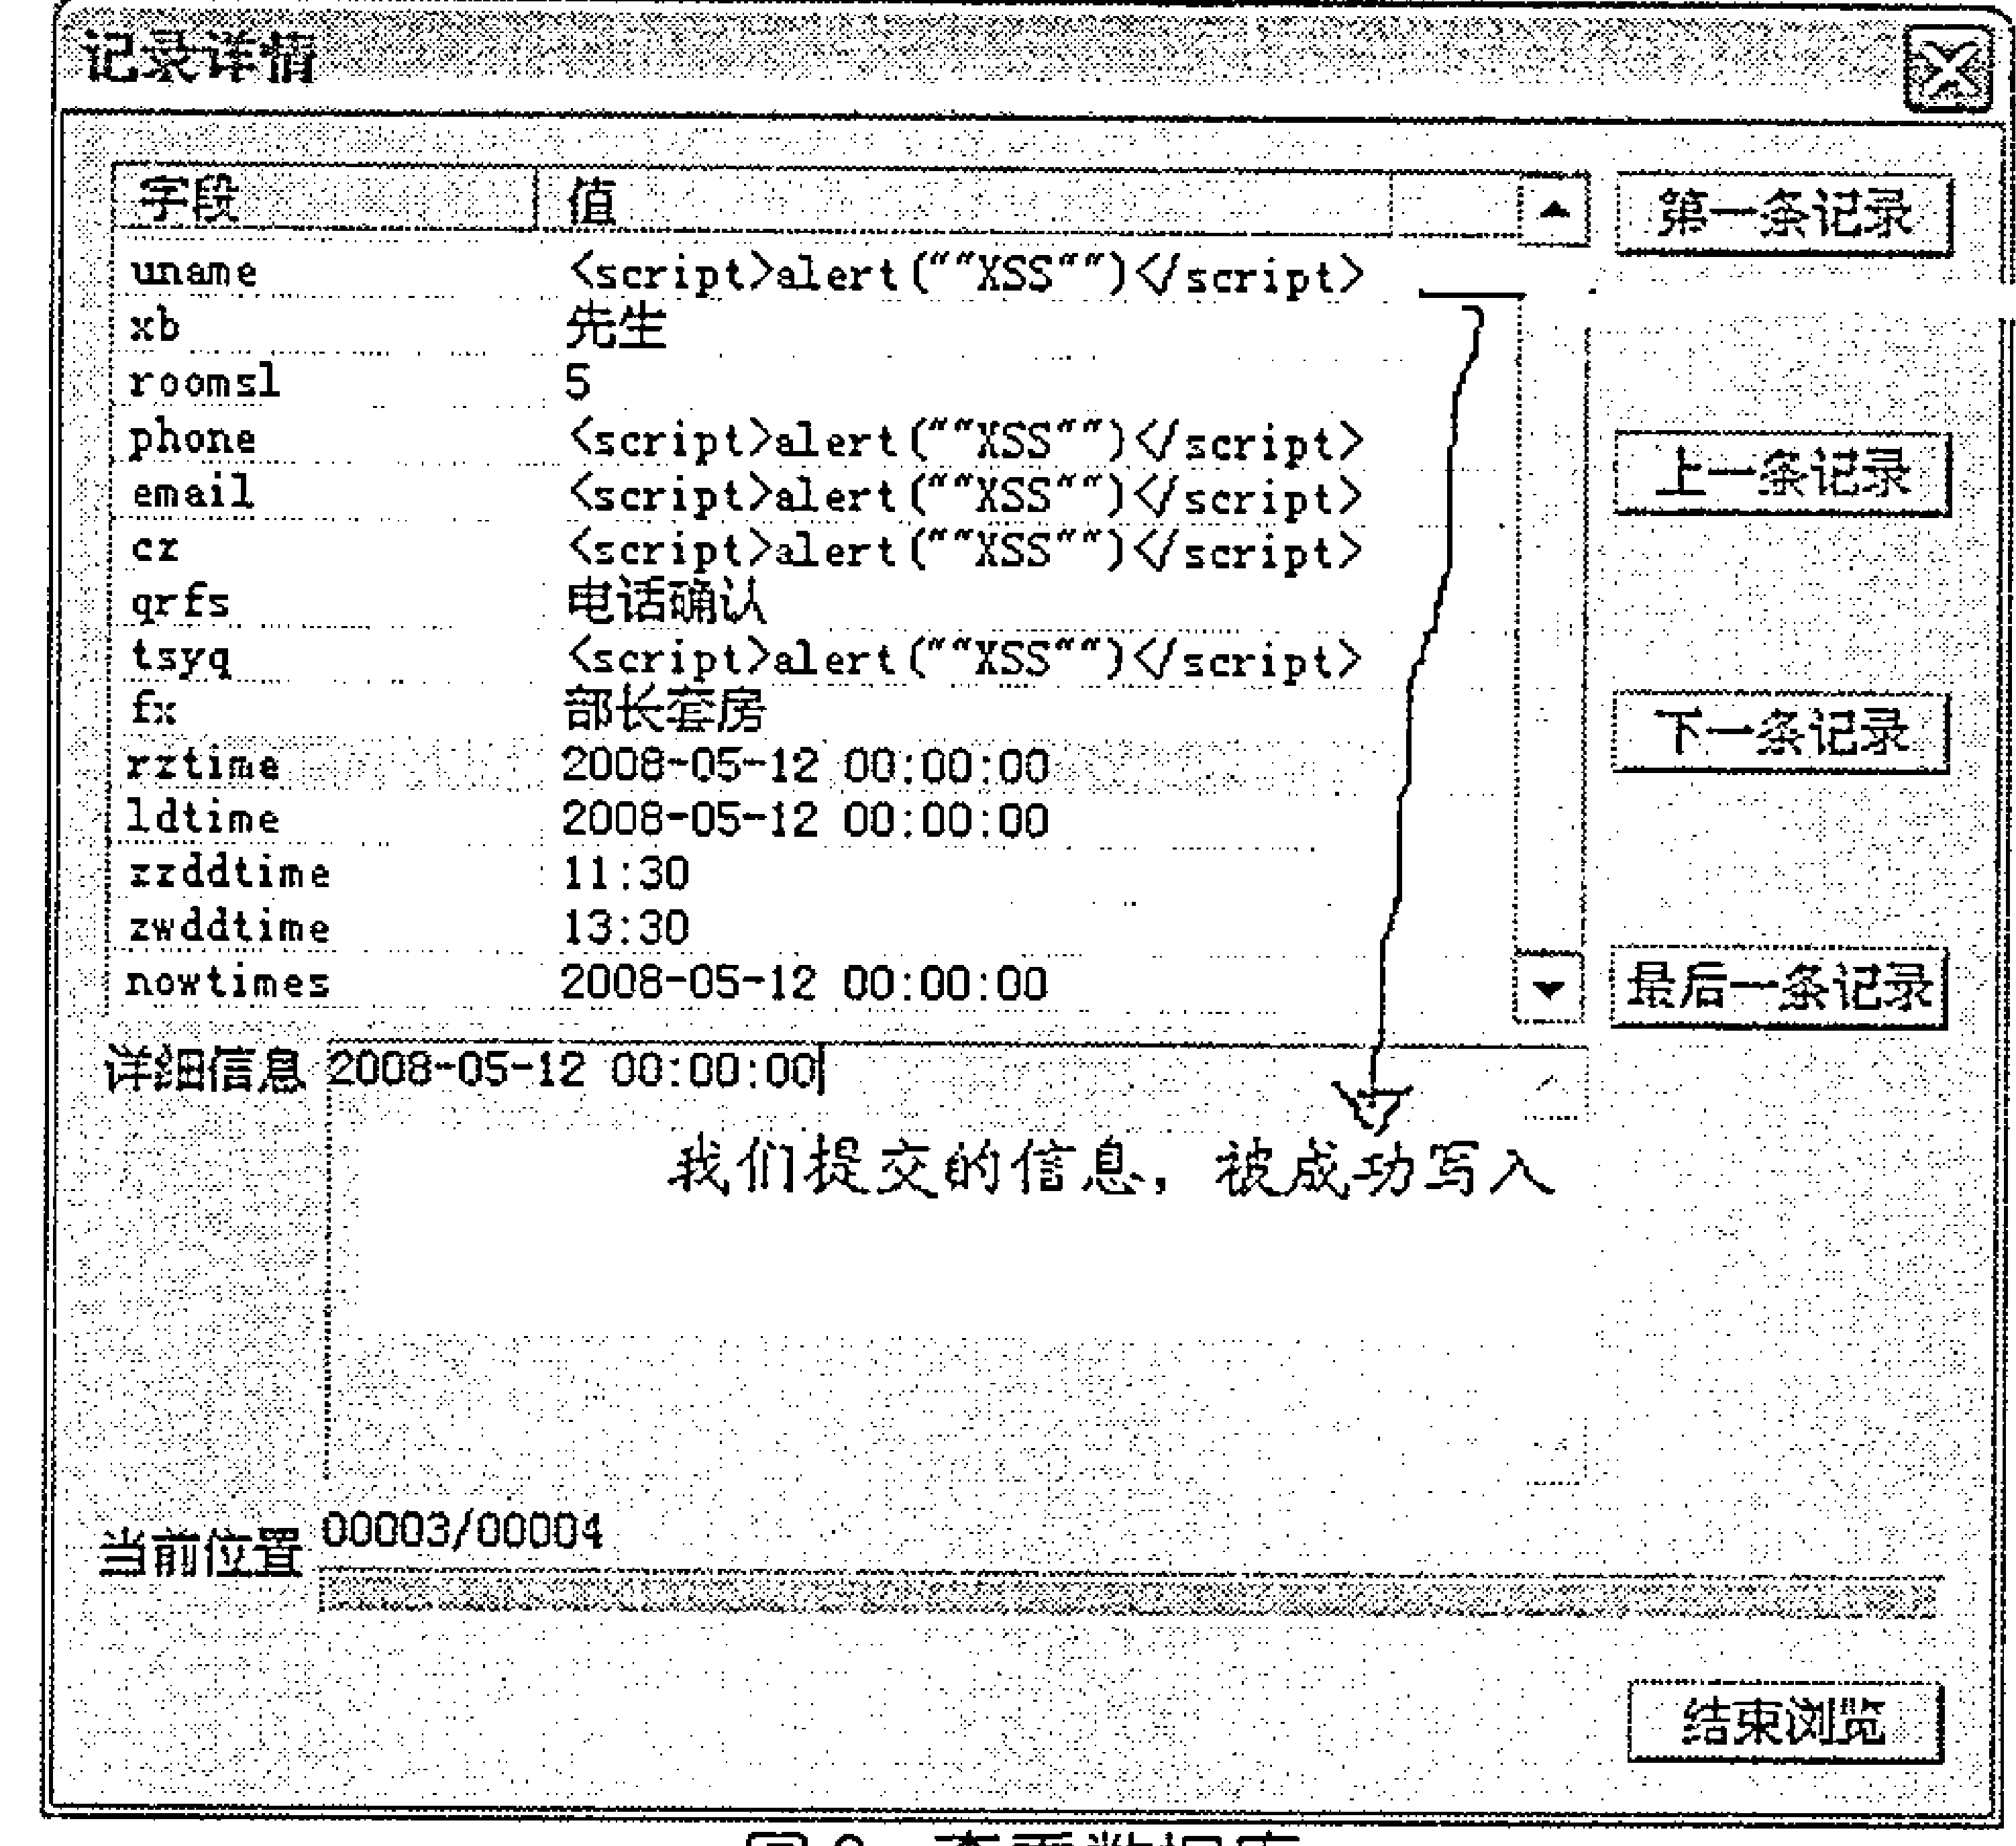 记录详情
字段 值
第一条记录
uname <script>alert(""XSS"")</script>
xb 先生
roomsl 5
phone <script>alert(""XSS"")</script>
上一条记录
email <script>alert(""XSS"")</script>
cz <script>alert(""XSS"")</script>
qrfs 电话确认
tsyq <script>alert(""XSS"")</script>
fx 部长套房
下一条记录
rztime 2008-05-12 00:00:00
ldtime 2008-05-12 00:00:00
zzddtime 11:30
zwddtime 13:30
nowtimes 2008-05-12 00:00:00
最后一条记录
详细信息 2008-05-12 00:00:00
我们提交的信息，被成功写入
当前位置 00003/00004
结束浏览